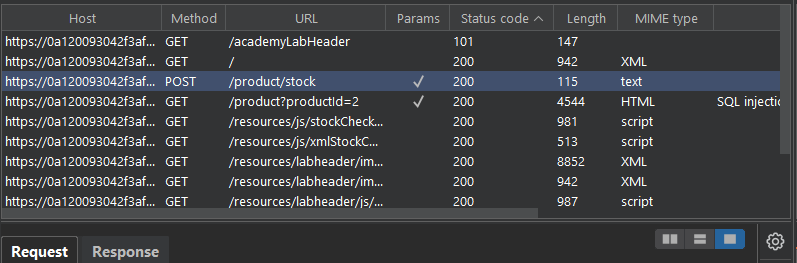 Host Method URL Params Status code Length MIME type
https://0a120093042f3af... GET /academyLabHeader 101 147
https://0a120093042f3af... GET / 200 942 XML
https://0a120093042f3af... POST /product/stock ✓ 200 115 text
https://0a120093042f3af... GET /product?productId=2 ✓ 200 4544 HTML SQL injectio
https://0a120093042f3af... GET /resources/js/stockCheck... 200 981 script
https://0a120093042f3af... GET /resources/js/xmlStockC... 200 513 script
https://0a120093042f3af... GET /resources/labheader/im... 200 8852 XML
https://0a120093042f3af... GET /resources/labheader/im... 200 942 XML
https://0a120093042f3af... GET /resources/labheader/js/... 200 987 script
Request Response